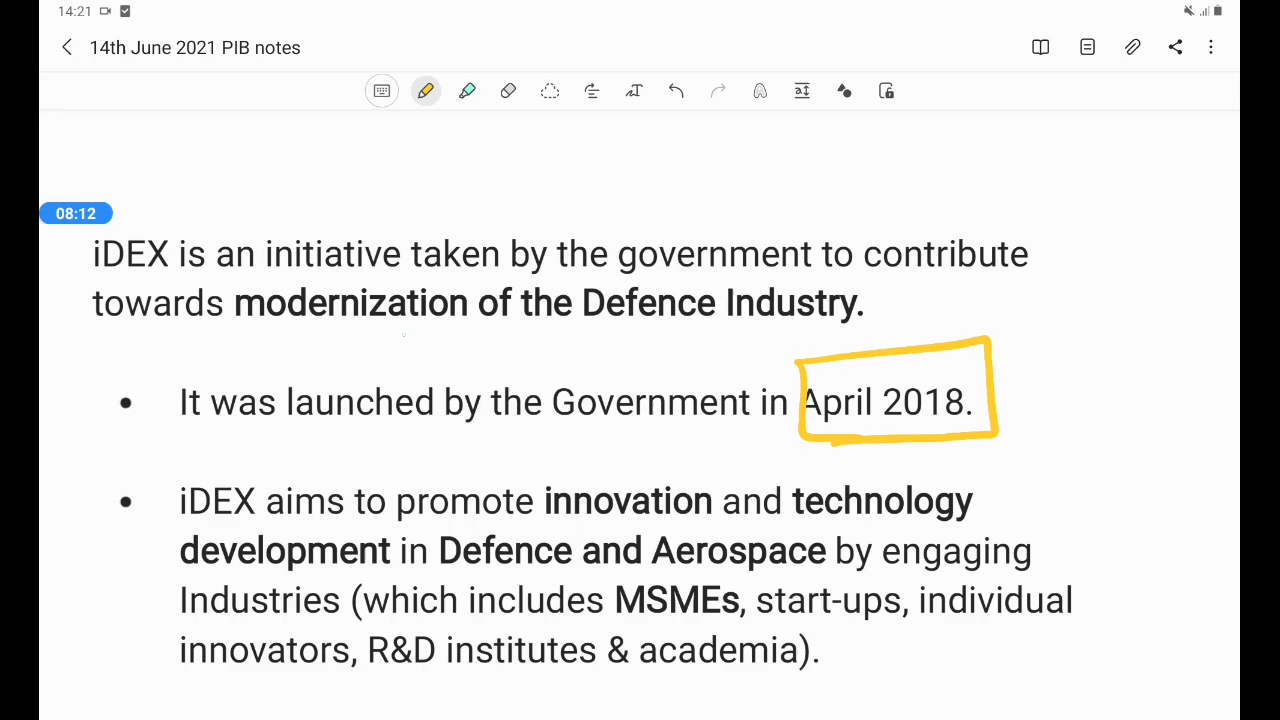 14:21
14th June 2021 PIB notes
08:12
iDEX is an initiative taken by the government to contribute
towards modernization of the Defence Industry.
• It was launched by the Government in April 2018.
• iDEX aims to promote innovation and technology
development in Defence and Aerospace by engaging
Industries (which includes MSMEs, start-ups, individual
innovators, R&D institutes & academia).